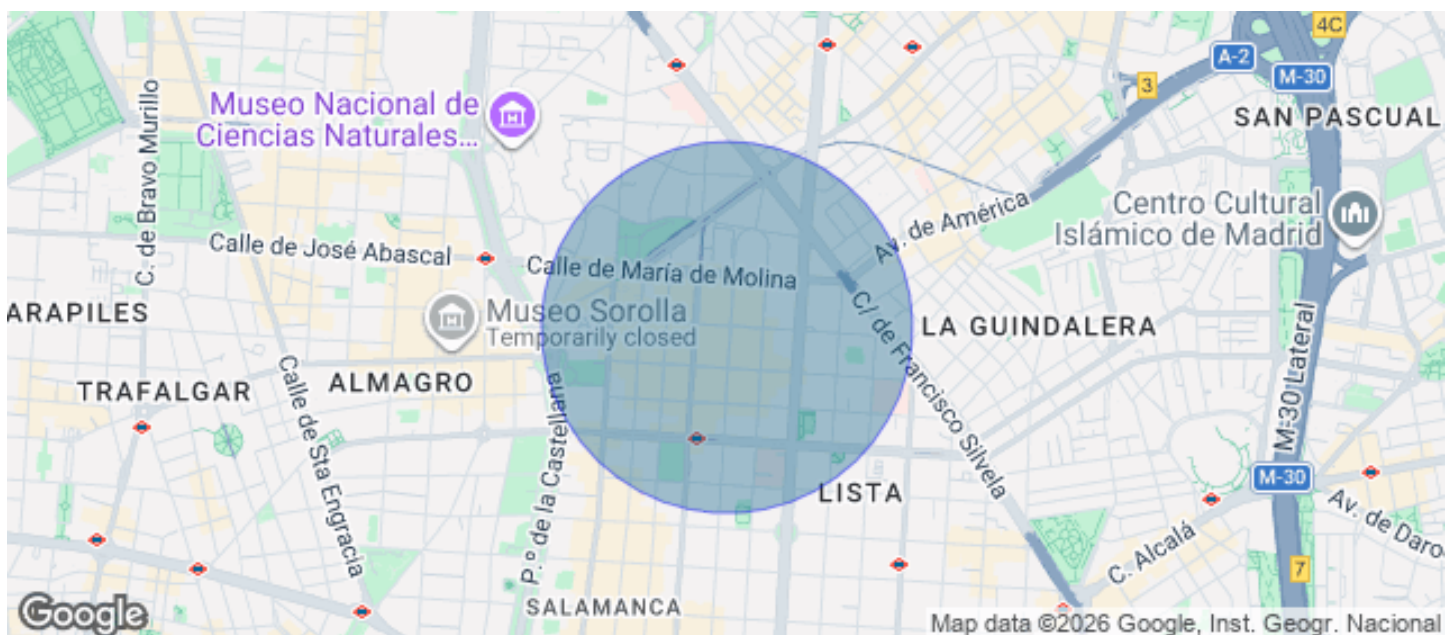 4C
A-2
M-30
3
SAN PASCUAL
Museo Nacional de
Ciencias Naturales...
C. de Bravo Murillo
Centro Cultural
Islámico de Madrid
Av. de América
Calle de José Abascal
Calle de María de Molina
ARAPILES
Museo Sorolla
Temporarily closed
C/ de Francisco Silvela
LA GUINDALERA
M-30 Lateral
TRAFALGAR
ALMAGRO
Calle de Sta Engracia
P.º de la Castellana
LISTA
M-30
Av. de Daroc
C. Alcalá
7
SALAMANCA
Google
Map data ©2026 Google, Inst. Geogr. Nacional